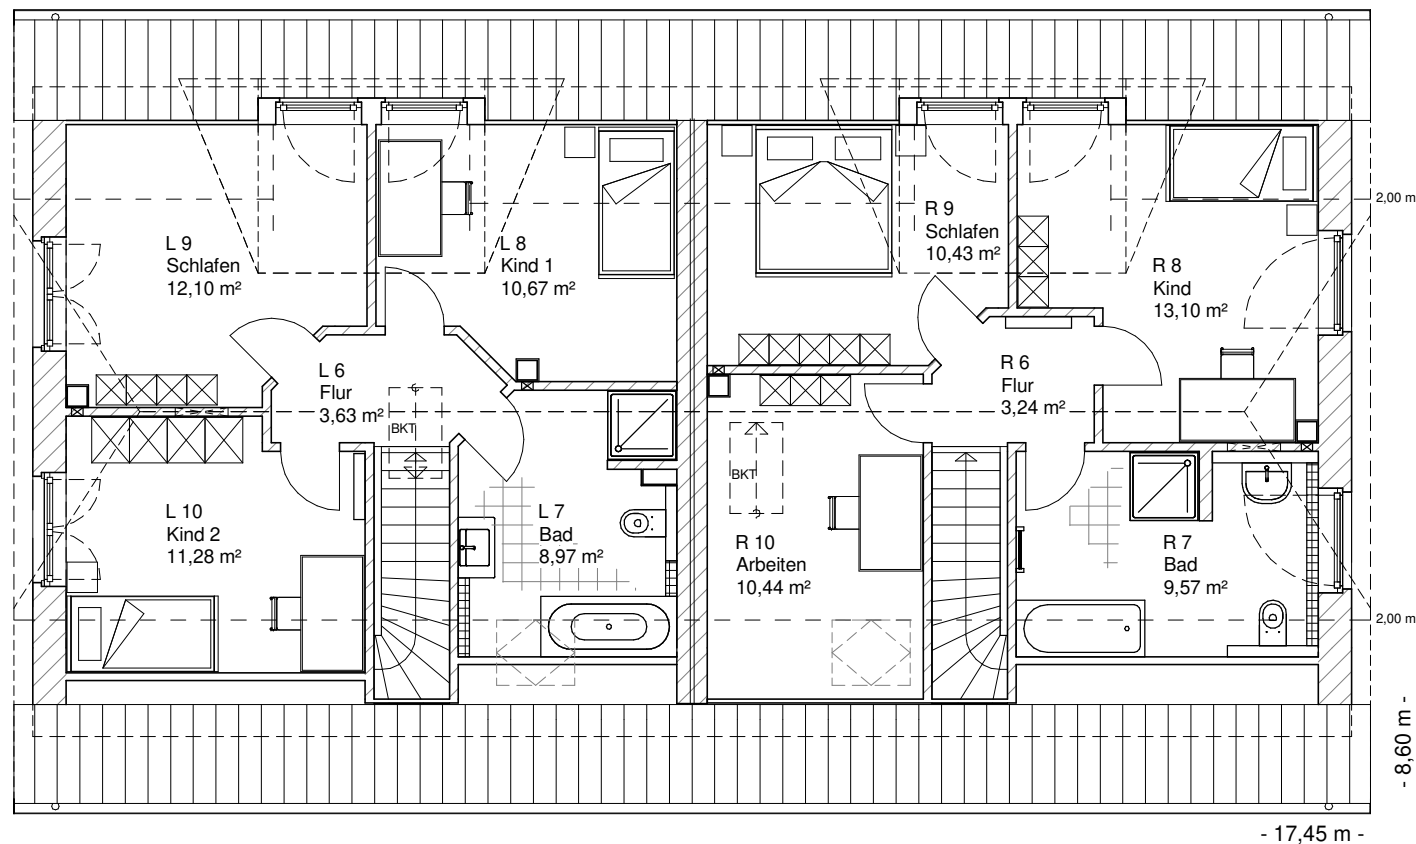 2,00 m
L 9
Schlafen
12,10 m²
L 8
Kind 1
10,67 m²
R 9
Schlafen
10,43 m²
R 8
Kind
13,10 m²
L 6
Flur
3,63 m²
BKT
R 6
Flur
3,24 m²
BKT
L 10
Kind 2
11,28 m²
L 7
Bad
8,97 m²
R 10
Arbeiten
10,44 m²
R 7
Bad
9,57 m²
2,00 m
- 8,60 m -
- 17,45 m -